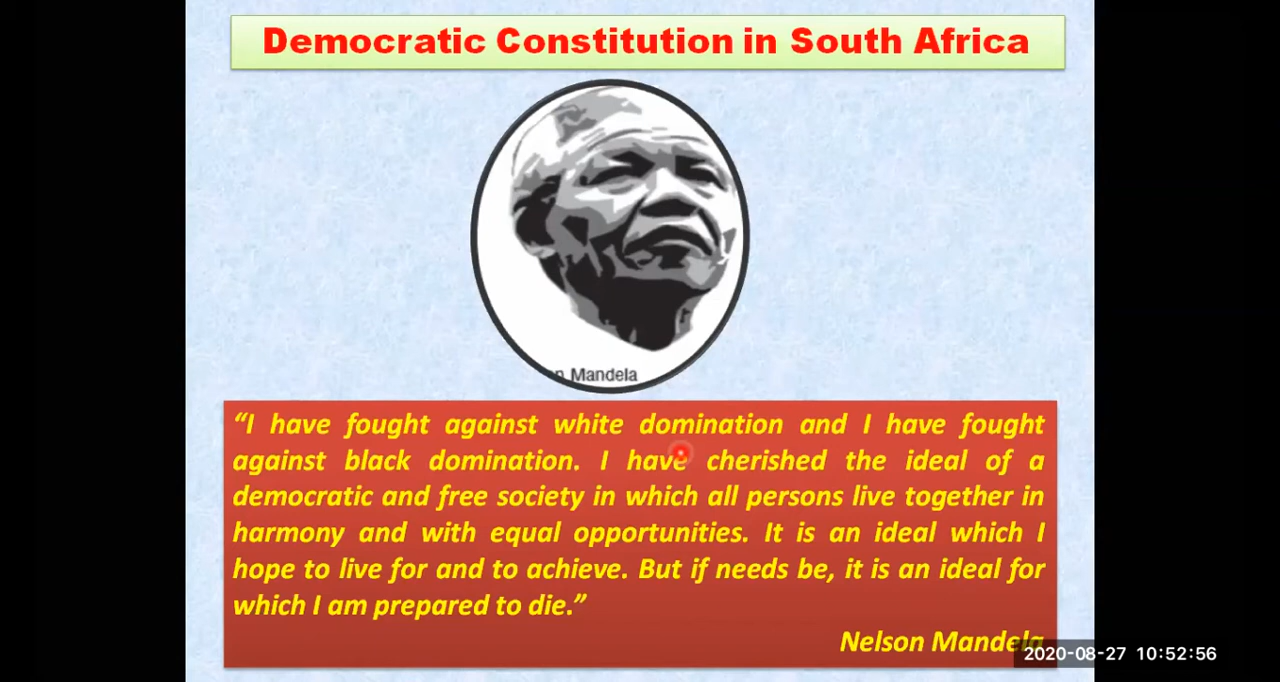 Democratic Constitution in South Africa
Mandela
“I have fought against white domination and I have fought
against black domination. I have cherished the ideal of a
democratic and free society in which all persons live together in
harmony and with equal opportunities. It is an ideal which I
hope to live for and to achieve. But if needs be, it is an ideal for
which I am prepared to die.”
Nelson Mandela
2020-08-27 10:52:56